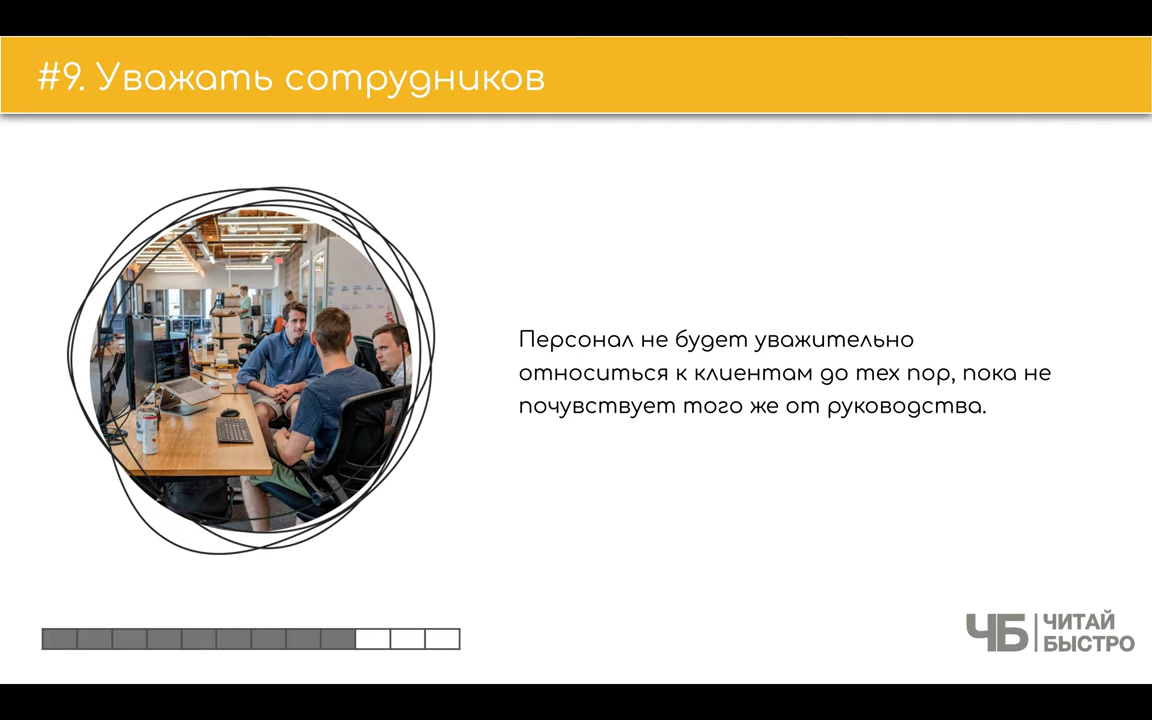 #9. Уважать сотрудников
Персонал не будет уважительно
относиться к клиентам до тех пор, пока не
почувствует того же от руководства.
ЧБ
ЧИТАЙ
БЫСТРО